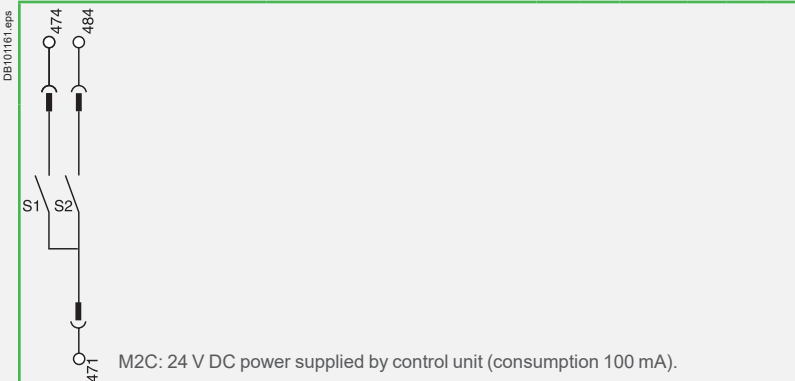 DB101161.eps
474
484
S1
S2
471
M2C: 24 V DC power supplied by control unit (consumption 100 mA).